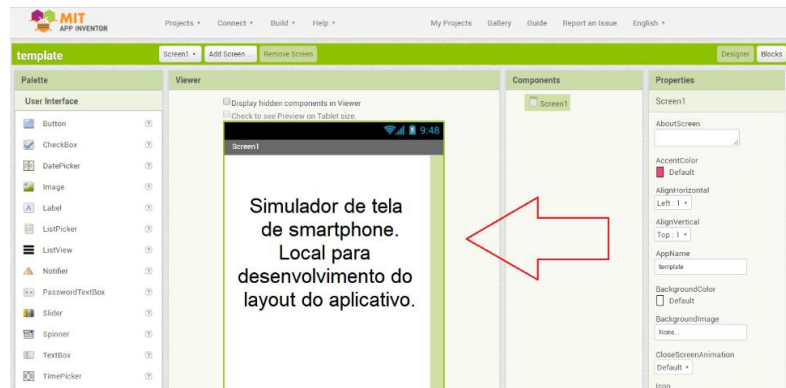 MIT
APP INVENTOR
Projects Connect Build Help My Projects Gallery Guide Report an Issue English
template Screen1 Add Screen ... Remove Screen Designer Blocks
Palette Viewer Components Properties
User Interface
Button
CheckBox
DatePicker
Image
Label
ListPicker
ListView
Notifier
PasswordTextBox
Slider
Spinner
TextBox
TimePicker
Display hidden components in Viewer
Check to see Preview on Tablet size.
9:48
Screen1
Simulador de tela
de smartphone.
Local para
desenvolvimento do
layout do aplicativo.
Screen1
Screen1
AboutScreen
AccentColor
Default
AlignHorizontal
Left : 1
AlignVertical
Top : 1
AppName
template
BackgroundColor
Default
BackgroundImage
None...
CloseScreenAnimation
Default
Icon